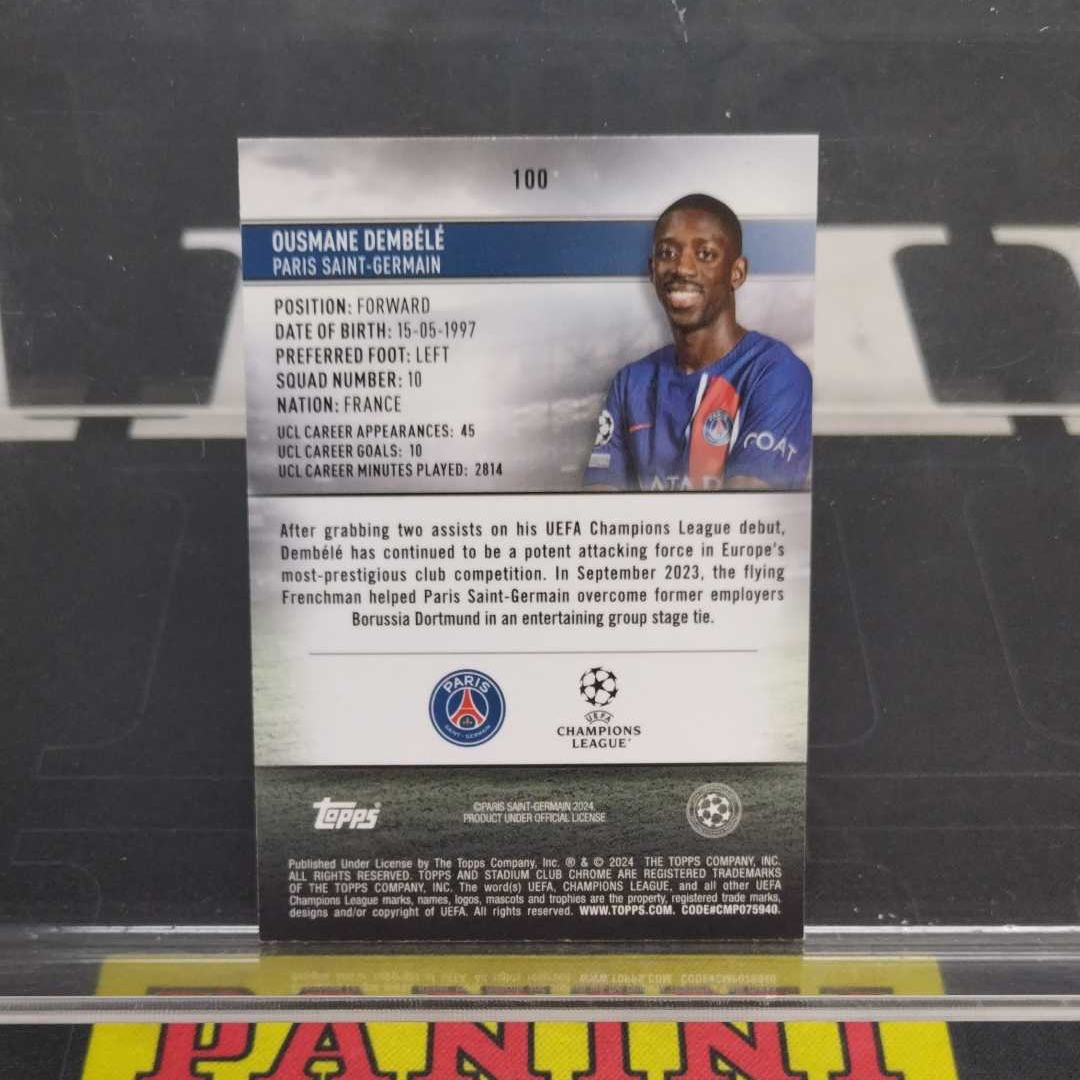 100
OUSMANE DEMBÉLÉ
PARIS SAINT-GERMAIN
POSITION: FORWARD
DATE OF BIRTH: 15-05-1997
PREFERRED FOOT: LEFT
SQUAD NUMBER: 10
NATION: FRANCE
UCL CAREER APPEARANCES: 45
UCL CAREER GOALS: 10
UCL CAREER MINUTES PLAYED: 2814
GOAT
After grabbing two assists on his UEFA Champions League debut,
Dembélé has continued to be a potent attacking force in Europe's
most-prestigious club competition. In September 2023, the flying
Frenchman helped Paris Saint-Germain overcome former employers
Borussia Dortmund in an entertaining group stage tie.
PARIS
SAINT-GERMAIN
UEFA
CHAMPIONS
LEAGUE
Topps
©PARIS SAINT-GERMAIN 2024
PRODUCT UNDER OFFICIAL LICENSE
Published Under License by The Topps Company, Inc. ® & © 2024 THE TOPPS COMPANY, INC.
ALL RIGHTS RESERVED. TOPPS AND STADIUM CLUB CHROME ARE REGISTERED TRADEMARKS
OF THE TOPPS COMPANY, INC. The word(s) UEFA, CHAMPIONS LEAGUE, and all other UEFA
Champions League marks, names, logos, mascots and trophies are the property, registered trade marks,
designs and/or copyright of UEFA. All rights reserved. WWW.TOPPS.COM. CODE#CMP075940.
PANINI